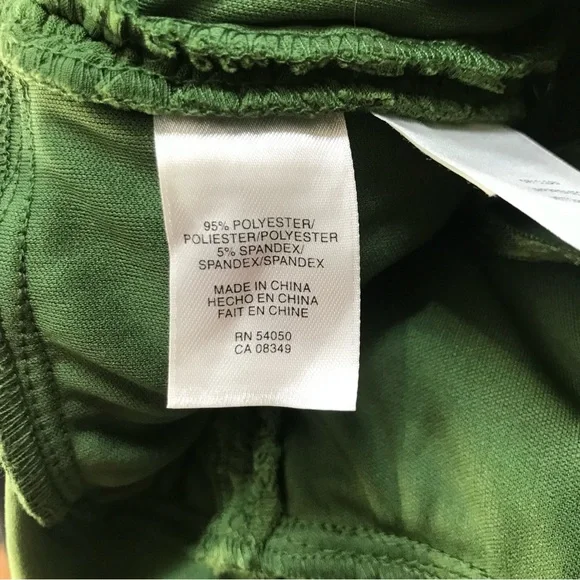 95% POLYESTER/
POLIESTER/POLYESTER
5% SPANDEX/
SPANDEX/SPANDEX
MADE IN CHINA
HECHO EN CHINA
FAIT EN CHINE
RN 54050
CA 08349